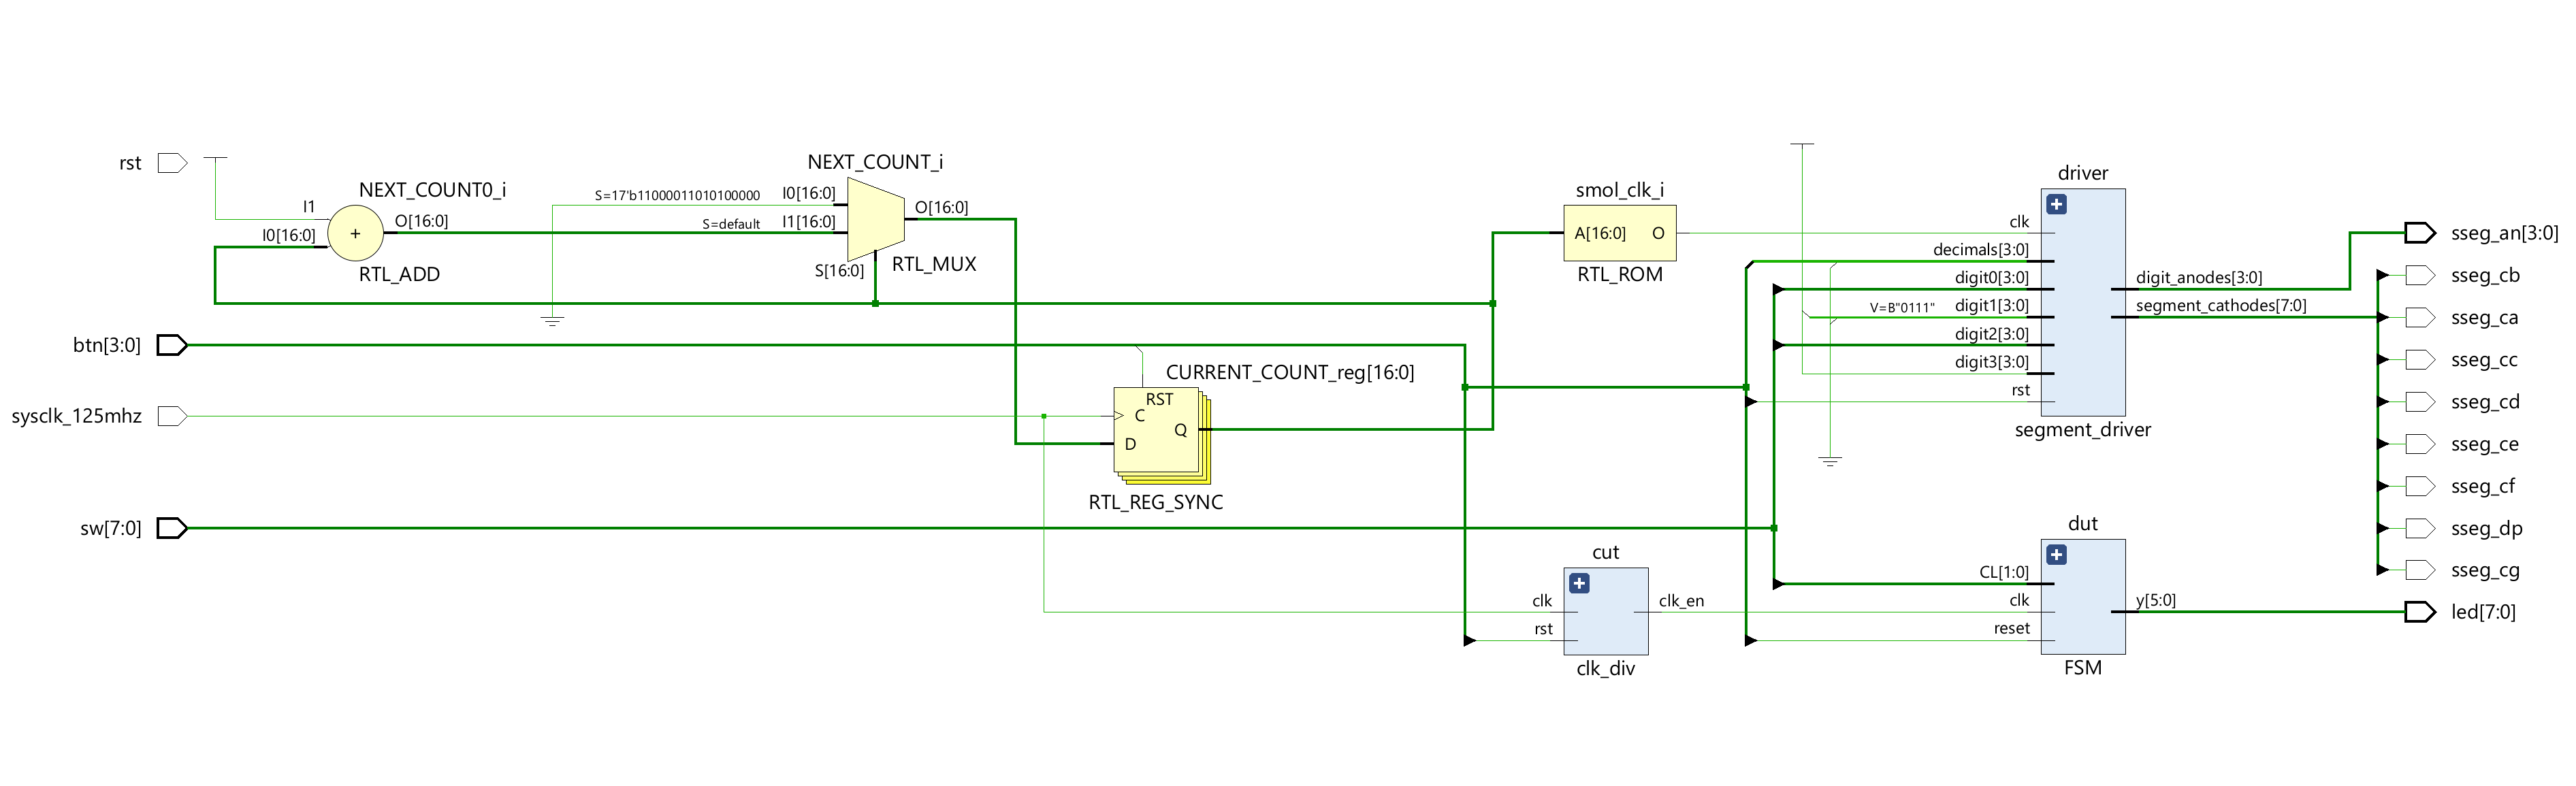 rst
NEXT_COUNT0_i
I1
I0[16:0]
+
O[16:0]
RTL_ADD
NEXT_COUNT_i
S=17'b11000011010100000
I0[16:0]
S=default
I1[16:0]
O[16:0]
S[16:0]
RTL_MUX
btn[3:0]
sysclk_125mhz
sw[7:0]
CURRENT_COUNT_reg[16:0]
RST
C
D
Q
RTL_REG_SYNC
smol_clk_i
A[16:0]
O
RTL_ROM
cut
clk
rst
clk_en
clk_div
driver
clk
decimals[3:0]
digit0[3:0]
V=B"0111"
digit1[3:0]
digit2[3:0]
digit3[3:0]
rst
digit_anodes[3:0]
segment_cathodes[7:0]
segment_driver
dut
CL[1:0]
clk
reset
y[5:0]
FSM
sseg_an[3:0]
sseg_cb
sseg_ca
sseg_cc
sseg_cd
sseg_ce
sseg_cf
sseg_dp
sseg_cg
led[7:0]